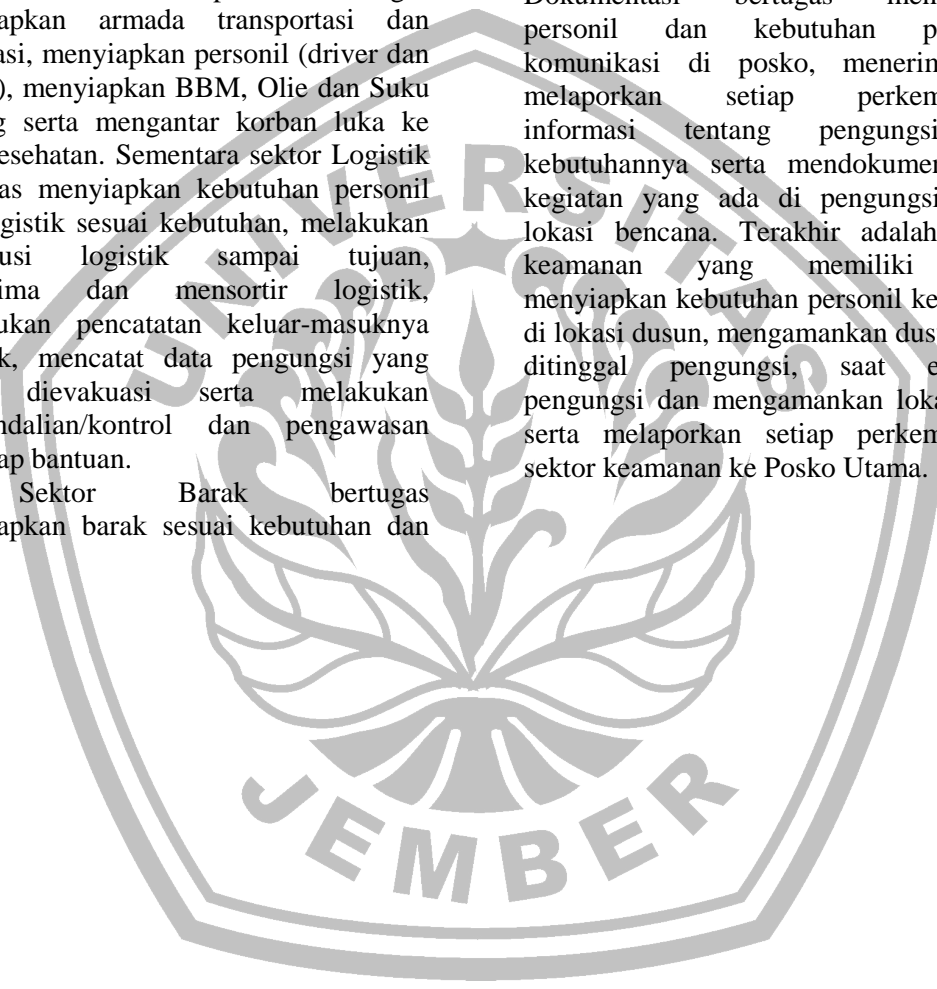 apkan armada transportasi dan
asi, menyiapkan personil (driver dan
), menyiapkan BBM, Olie dan Suku
g serta mengantar korban luka ke
esehatan. Sementara sektor Logistik
as menyiapkan kebutuhan personil
gistik sesuai kebutuhan, melakukan
usi logistik sampai tujuan,
ima dan mensortir logistik,
ukan pencatatan keluar-masuknya
k, mencatat data pengungsi yang
dievakuasi serta melakukan
ndalian/kontrol dan pengawasan
ap bantuan.
Sektor Barak bertugas
apkan barak sesuai kebutuhan dan
Dokumentasi bertugas men
personil dan kebutuhan p
komunikasi di posko, menerin
melaporkan setiap perkem
informasi tentang pengungsi
kebutuhannya serta mendokumen
kegiatan yang ada di pengungsi
lokasi bencana. Terakhir adalah
keamanan yang memiliki
menyiapkan kebutuhan personil ke
di lokasi dusun, mengamankan dus
ditinggal pengungsi, saat e
pengungsi dan mengamankan loka
serta melaporkan setiap perkem
sektor keamanan ke Posko Utama.
UNIVERSITAS
JEMBER